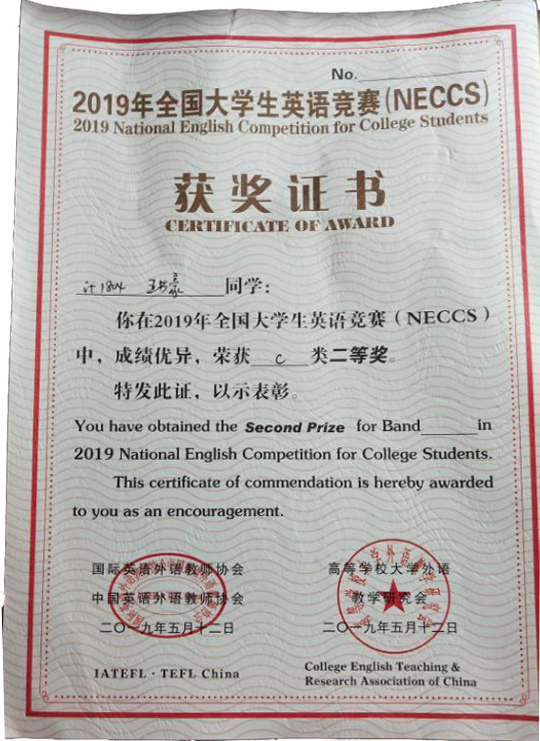 No.
2019年全国大学生英语竞赛(NECCS)
2019 National English Competition for College Students
获奖证书
CERTIFICATE OF AWARD
计1804 同学：
你在2019年全国大学生英语竞赛（NECCS）
中，成绩优异，荣获 C 类二等奖。
特发此证，以示表彰。
You have obtained the Second Prize for Band in
2019 National English Competition for College Students.
This certificate of commendation is hereby awarded
to you as an encouragement.
国际英语外语教师协会
中国英语外语教师协会
二〇一九年五月十二日
IATEFL · TEFL China
高等学校大学外语
教学研究会
二〇一九年五月十二日
College English Teaching &
Research Association of China